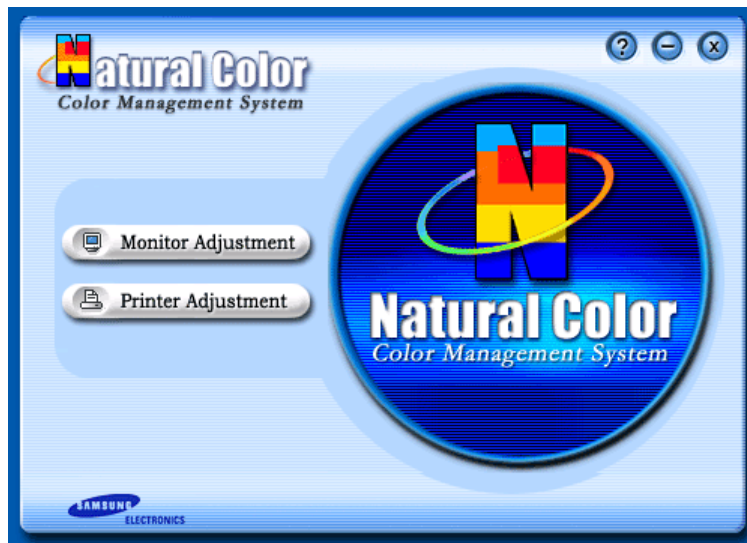 Natural Color
Color Management System
?
x
Monitor Adjustment
Printer Adjustment
N
Natural Color
Color Management System
SAMSUNG
ELECTRONICS